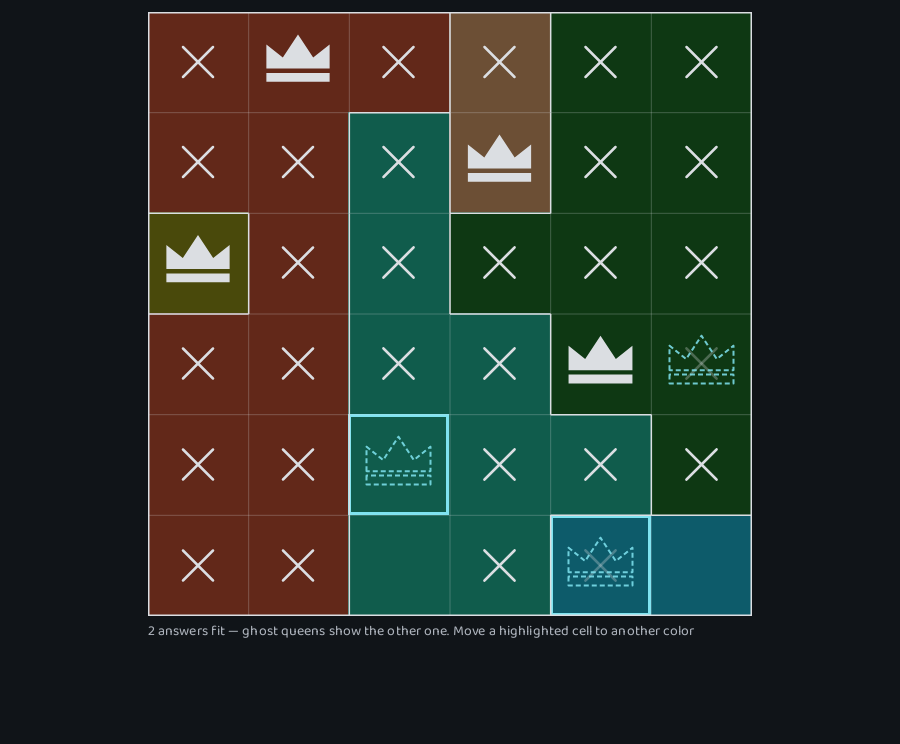 2 answers fit — ghost queens show the other one. Move a highlighted cell to another color